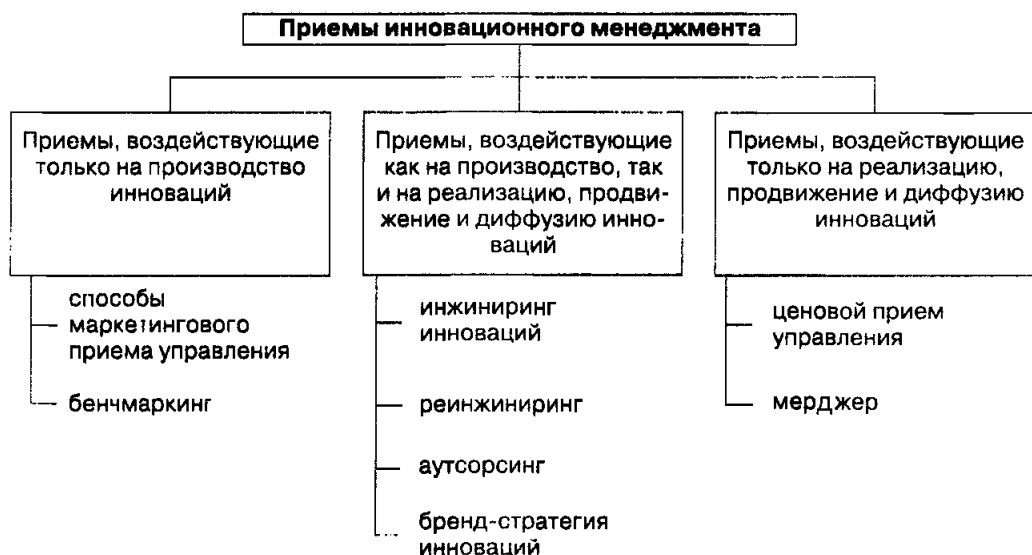 Приемы инновационного менеджмента
Приемы, воздействующие
только на производство
инноваций
Приемы, воздействующие
как на производство, так
и на реализацию, продви-
жение и диффузию инно-
ваций
Приемы, воздействующие
только на реализацию,
продвижение и диффузию
инноваций
способы
маркетингового
приема управления
бенчмаркинг
инжиниринг
инноваций
реинжиниринг
аутсорсинг
бренд-стратегия
инноваций
ценовой прием
управления
мерджер